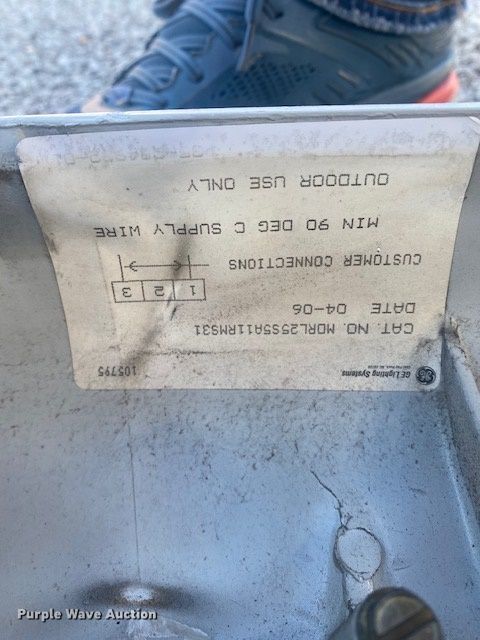 GE Lighting Systems
105795
CAT. NO. MDRL25S5A11RMS31
DATE 04-06
CUSTOMER CONNECTIONS
1 2 3
MIN 90 DEG C SUPPLY WIRE
OUTDOOR USE ONLY
Purple Wave Auction